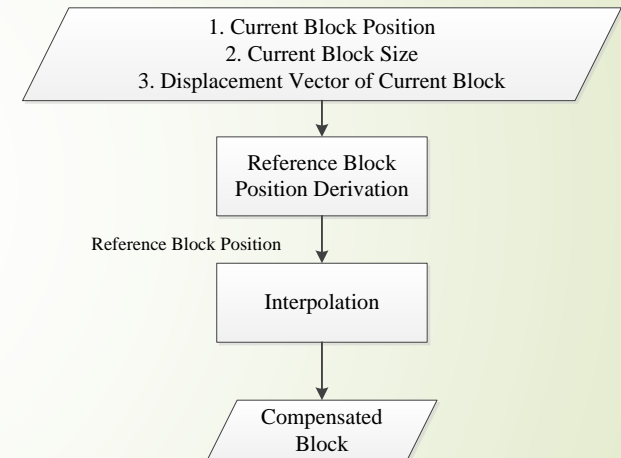 1. Current Block Position
2. Current Block Size
3. Displacement Vector of Current Block
Reference Block
Position Derivation
Reference Block Position
Interpolation
Compensated
Block